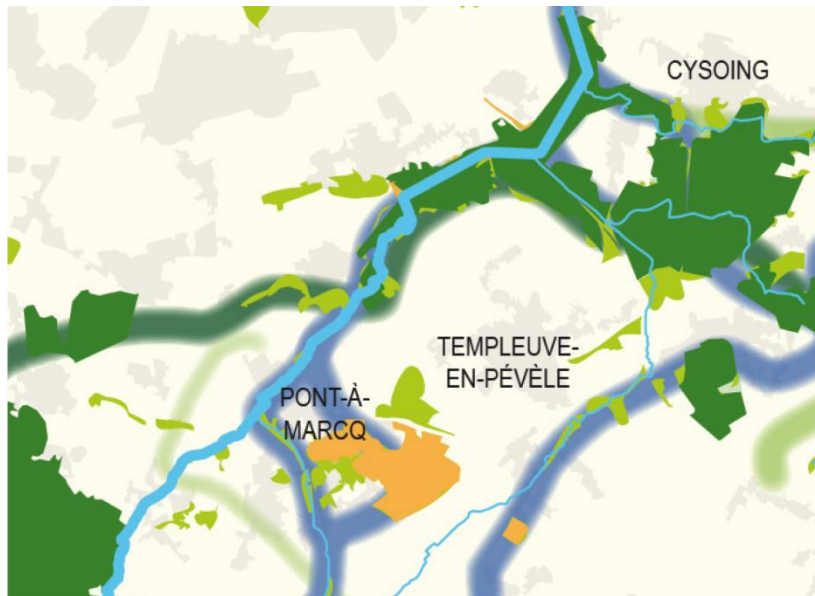 CYSOING
TEMPLEUVE-
EN-PÉVÈLE
PONT-À-
MARCQ